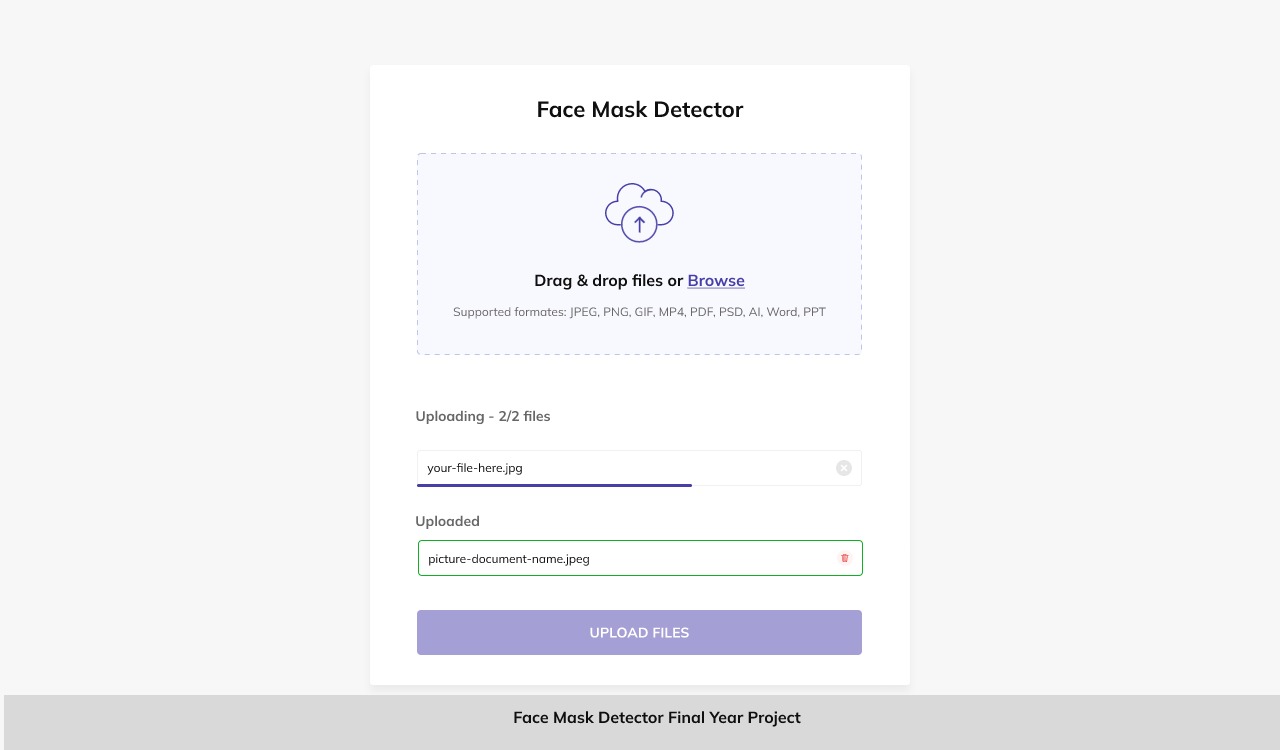 Face Mask Detector
Drag & drop files or Browse
Supported formates: JPEG, PNG, GIF, MP4, PDF, PSD, AI, Word, PPT
Uploading - 2/2 files
your-file-here.jpg
Uploaded
picture-document-name.jpeg
UPLOAD FILES
Face Mask Detector Final Year Project